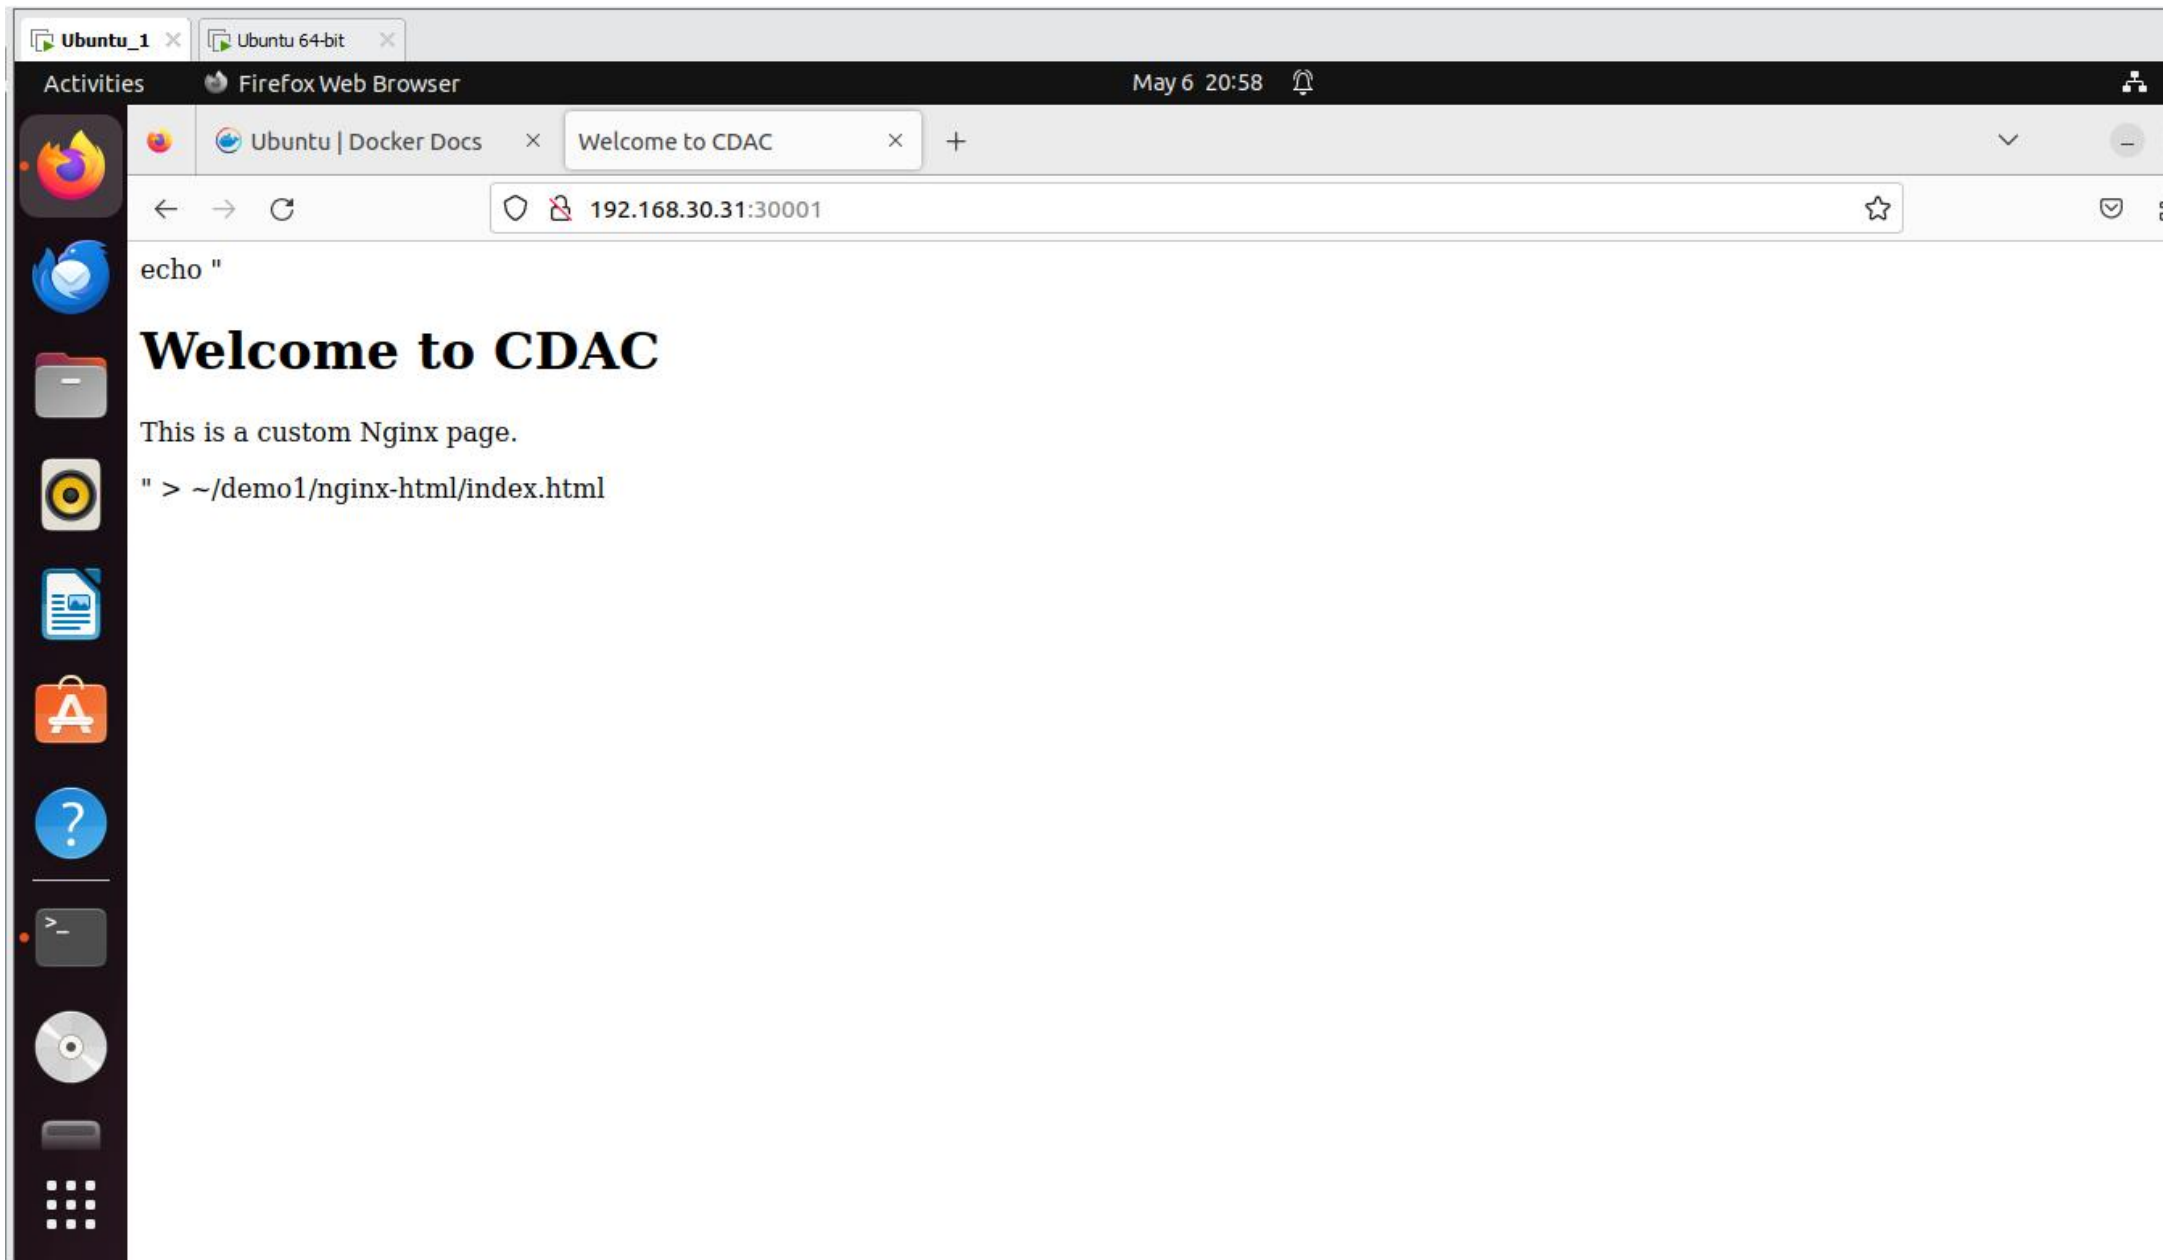 Ubuntu_1 Ubuntu 64-bit
Activities Firefox Web Browser May 6 20:58
Ubuntu | Docker Docs Welcome to CDAC
192.168.30.31:30001
echo "
Welcome to CDAC
This is a custom Nginx page.
" > ~/demo1/nginx-html/index.html